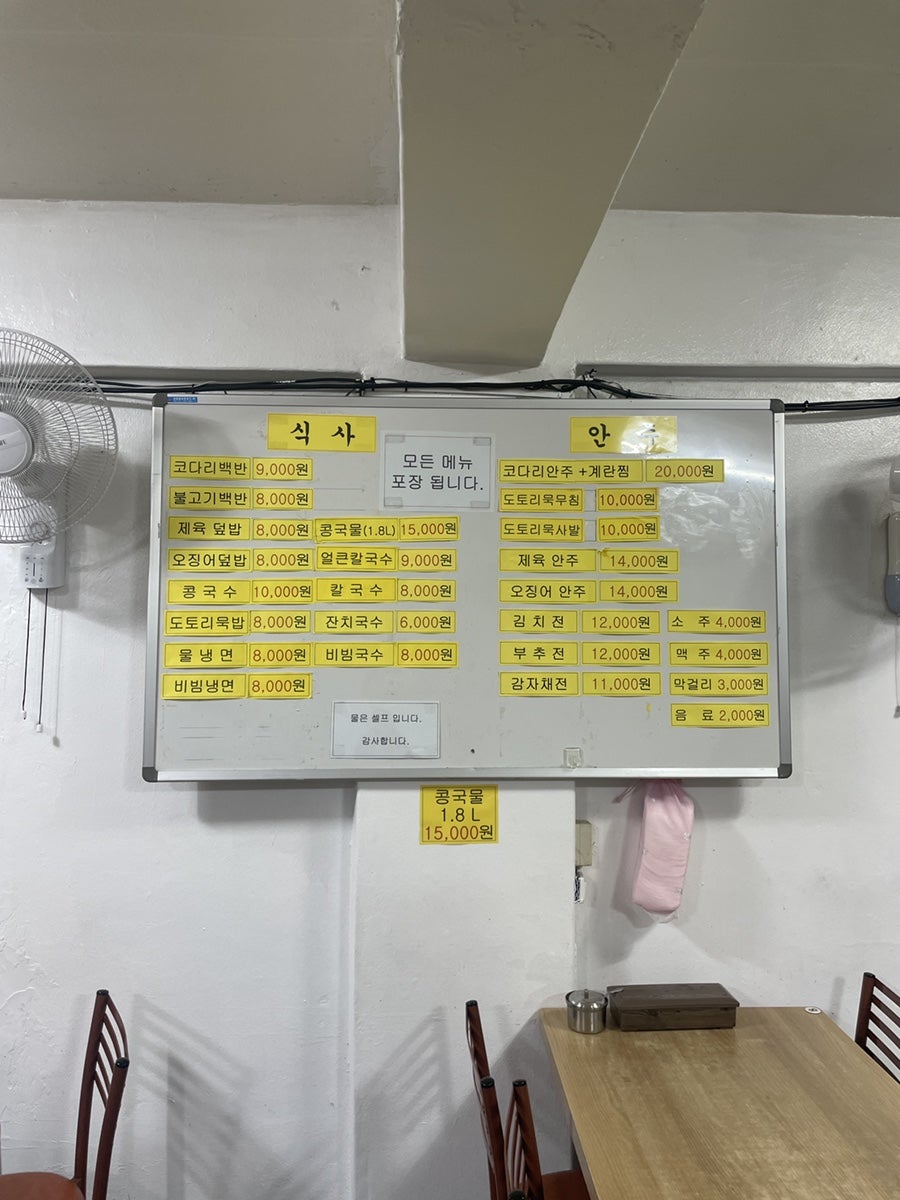 식 사
코다리백반 9,000원
불고기백반 8,000원
제육 덮밥 8,000원
오징어덮밥 8,000원
콩 국 수 10,000원
도토리묵밥 8,000원
물 냉 면 8,000원
비빔냉면 8,000원
콩국물(1.8L) 15,000원
얼큰칼국수 9,000원
칼 국 수 8,000원
잔치국수 6,000원
비빔국수 8,000원
모든 메뉴
포장 됩니다.
물은 셀프 입니다.
감사합니다.
안
코다리안주 +계란찜 20,000원
도토리묵무침 10,000원
도토리묵사발 10,000원
제육 안주 14,000원
오징어 안주 14,000원
김 치 전 12,000원
부 추 전 12,000원
감자채전 11,000원
소 주 4,000원
맥 주 4,000원
막걸리 3,000원
음 료 2,000원
콩국물
1.8 L
15,000원